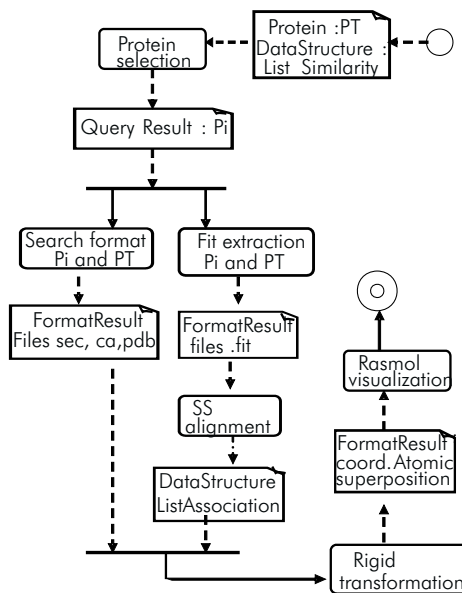 Protein :PT
DataStructure :
List Similarity
Protein
selection
Query Result : Pi
Search format
Pi and PT
Fit extraction
Pi and PT
FormatResult
Files sec, ca,pdb
FormatResult
files .fit
SS
alignment
DataStructure
ListAssociation
Rasmol
visualization
FormatResult
coord.Atomic
superposition
Rigid
transformation